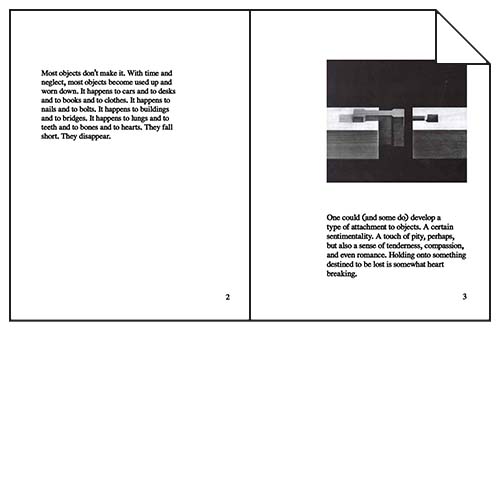 Most objects don't make it. With time and
neglect, most objects become used up and
worn down. It happens to cars and to desks
and to books and to clothes. It happens to
nails and to bolts. It happens to buildings
and to bridges. It happens to lungs and to
teeth and to bones and to hearts. They fall
short. They disappear.
2
One could (and some do) develop a
type of attachment to objects. A certain
sentimentality. A touch of pity, perhaps,
but also a sense of tenderness, compassion,
and even romance. Holding onto something
destined to be lost is somewhat heart
breaking.
3